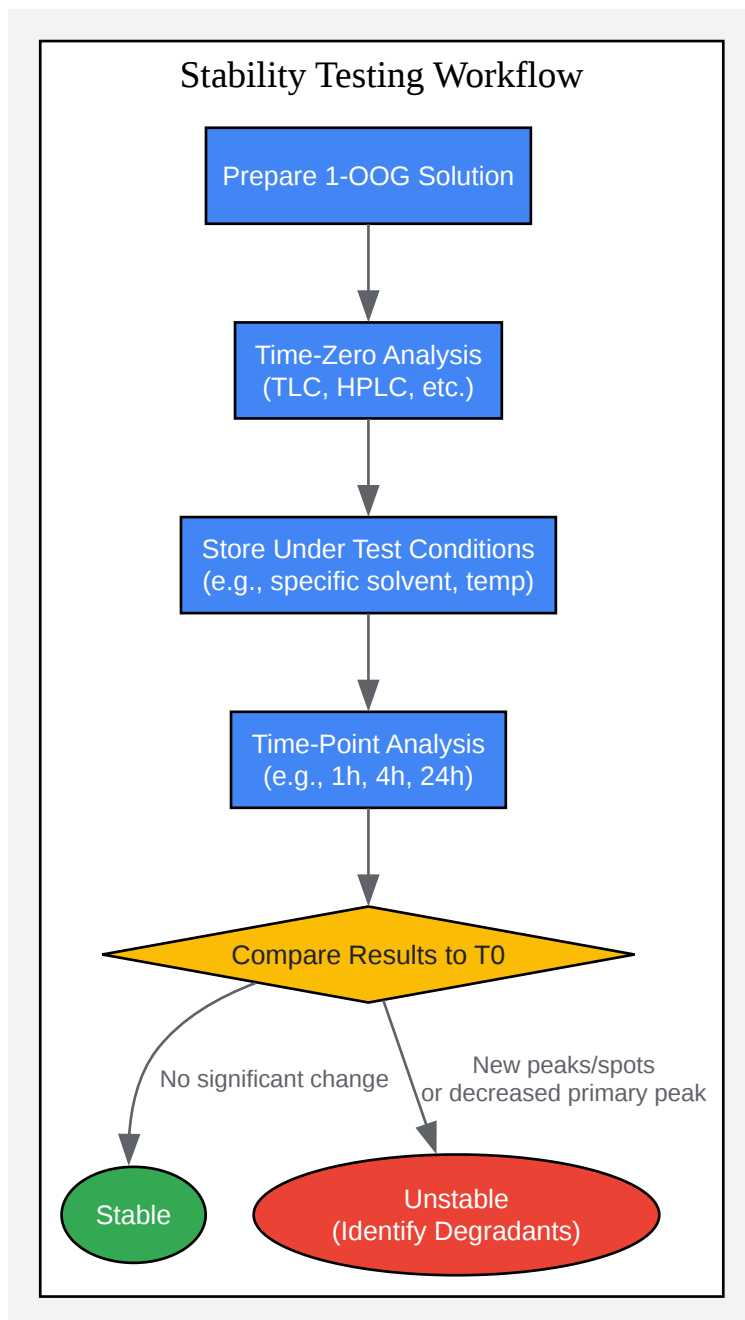 Stability Testing Workflow
Prepare 1-OOG Solution
Time-Zero Analysis
(TLC, HPLC, etc.)
Store Under Test Conditions
(e.g., specific solvent, temp)
Time-Point Analysis
(e.g., 1h, 4h, 24h)
Compare Results to T0
No significant change
New peaks/spots
or decreased primary peak
Stable
Unstable
(Identify Degradants)